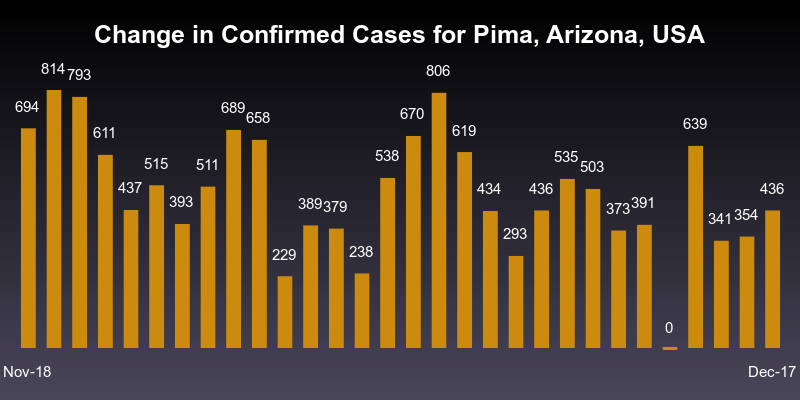 Change in Confirmed Cases for Pima, Arizona, USA
694 814 793 611 437 515 393 511 689 658 229 389 379 238 538 670 806 619 434 293 436 535 503 373 391 0 639 341 354 436
Nov-18 Dec-17